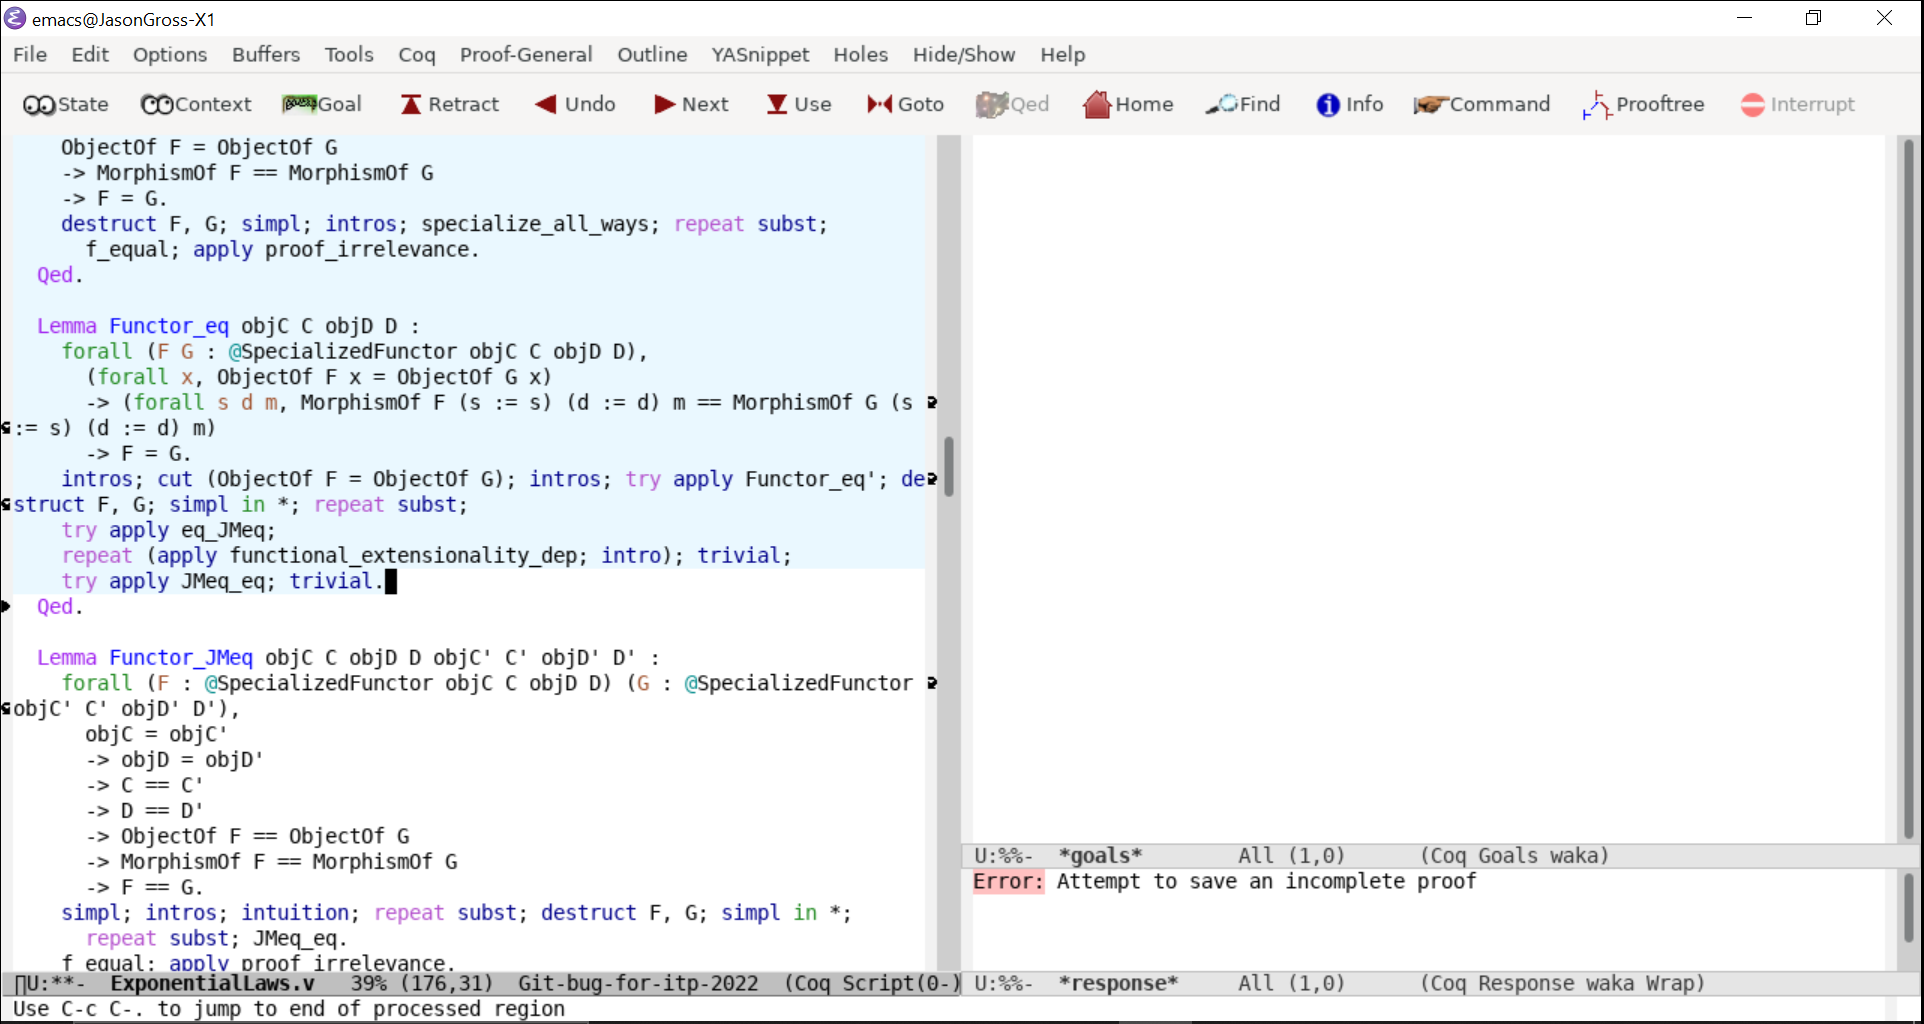 emacs@JasonGross-X1
File Edit Options Buffers Tools Coq Proof-General Outline YASnippet Holes Hide/Show Help
State Context Goal Retract Undo Next Use Goto Qed Home Find Info Command Prooftree Interrupt
ObjectOf F = ObjectOf G
-> MorphismOf F == MorphismOf G
-> F = G.
destruct F, G; simpl; intros; specialize_all_ways; repeat subst;
f_equal; apply proof_irrelevance.
Qed.
Lemma Functor_eq objC C objD D :
forall (F G : @SpecializedFunctor objC C objD D),
(forall x, ObjectOf F x = ObjectOf G x)
-> (forall s d m, MorphismOf F (s := s) (d := d) m == MorphismOf G (s
:= s) (d := d) m)
-> F = G.
intros; cut (ObjectOf F = ObjectOf G); intros; try apply Functor_eq'; de
struct F, G; simpl in *; repeat subst;
try apply eq_JMeq;
repeat (apply functional_extensionality_dep; intro); trivial;
try apply JMeq_eq; trivial.
Qed.
Lemma Functor_JMeq objC C objD D objC' C' objD' D' :
forall (F : @SpecializedFunctor objC C objD D) (G : @SpecializedFunctor
objC' C' objD' D'),
objC = objC'
-> objD = objD'
-> C == C'
-> D == D'
-> ObjectOf F == ObjectOf G
-> MorphismOf F == MorphismOf G
-> F == G.
simpl; intros; intuition; repeat subst; destruct F, G; simpl in *;
repeat subst; JMeq_eq.
f_equal; apply proof_irrelevance.
U:**- ExponentialLaws.v 39% (176,31) Git-bug-for-itp-2022 (Coq Script(0-)
Use C-c C-. to jump to end of processed region
U:%%- *goals* All (1,0) (Coq Goals waka)
Error: Attempt to save an incomplete proof
U:%%- *response* All (1,0) (Coq Response waka Wrap)